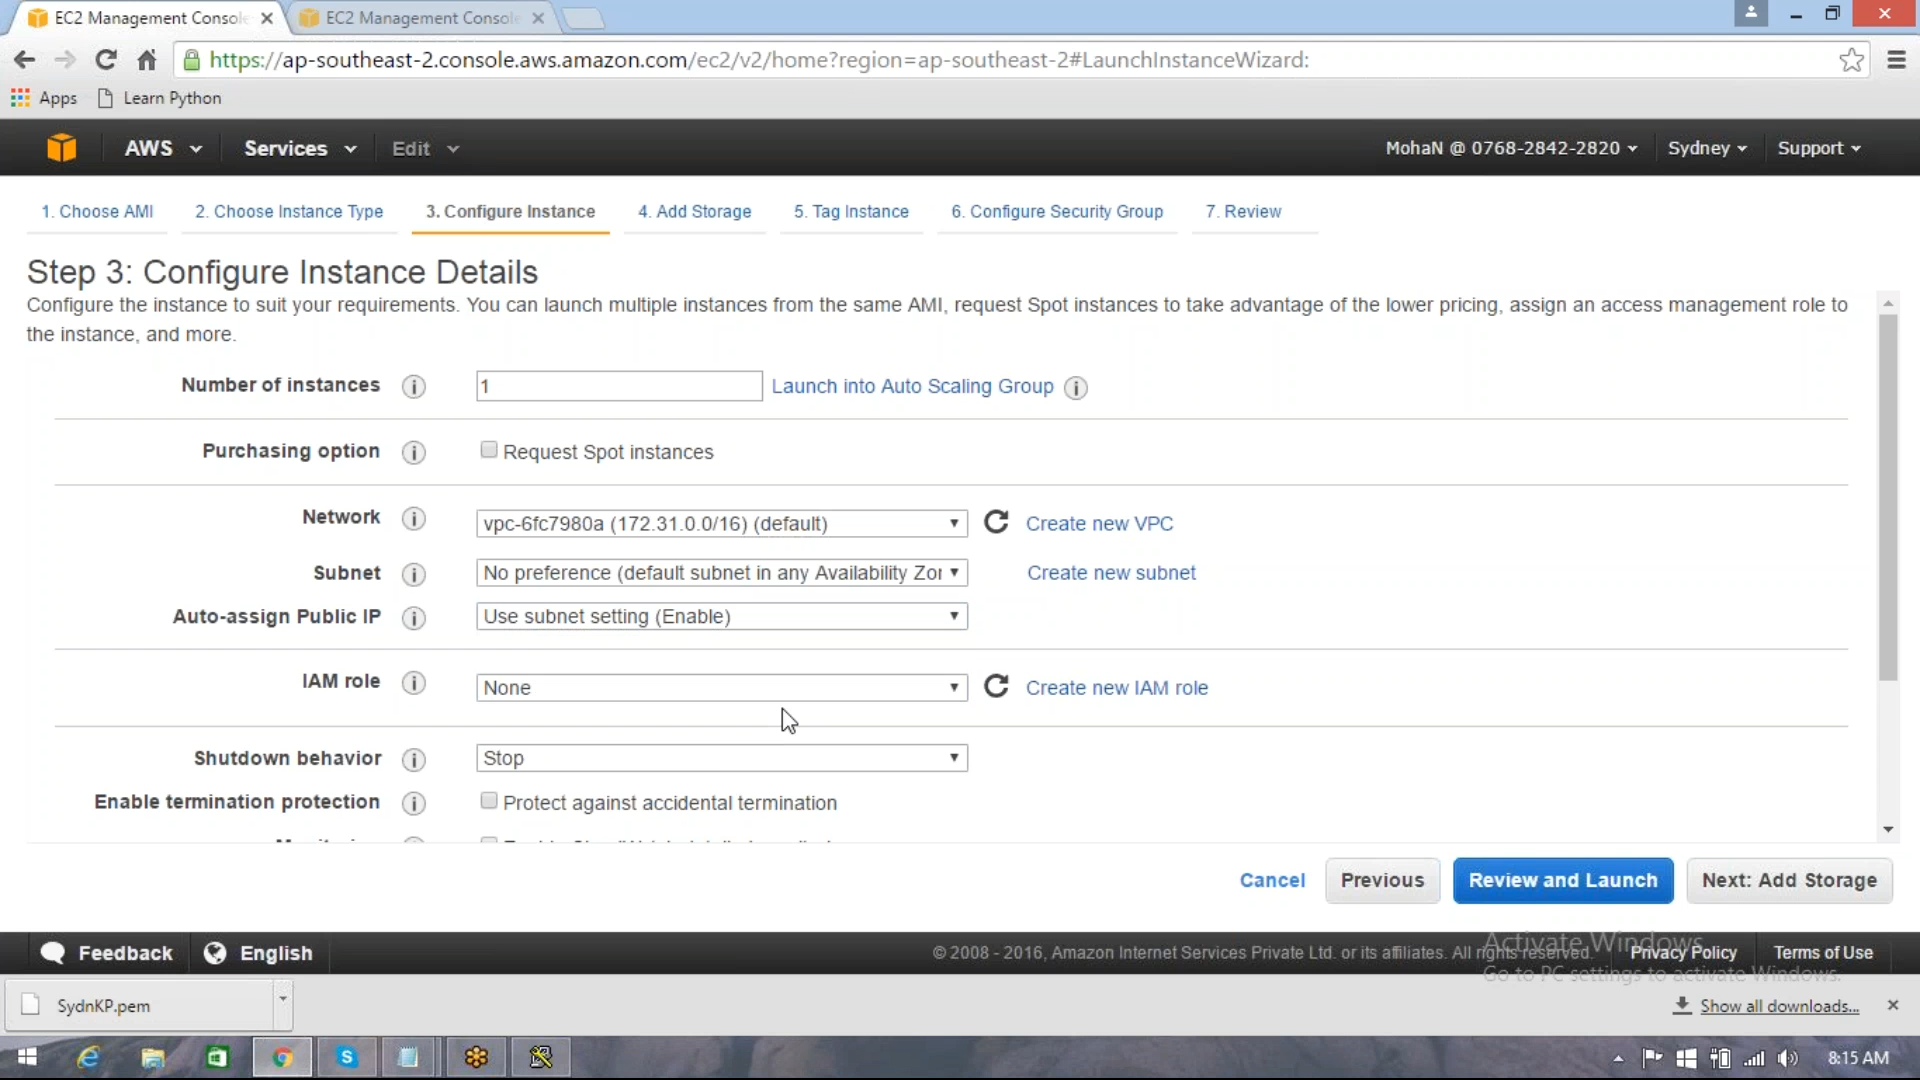 EC2 Management Console
EC2 Management Console
https://ap-southeast-2.console.aws.amazon.com/ec2/v2/home?region=ap-southeast-2#LaunchInstanceWizard:
Apps
Learn Python
AWS
Services
Edit
MohaN @ 0768-2842-2820
Sydney
Support
1. Choose AMI
2. Choose Instance Type
3. Configure Instance
4. Add Storage
5. Tag Instance
6. Configure Security Group
7. Review
Step 3: Configure Instance Details
Configure the instance to suit your requirements. You can launch multiple instances from the same AMI, request Spot instances to take advantage of the lower pricing, assign an access management role to
the instance, and more.
Number of instances
1
Launch into Auto Scaling Group
Purchasing option
Request Spot instances
Network
vpc-6fc7980a (172.31.0.0/16) (default)
Create new VPC
Subnet
No preference (default subnet in any Availability Zor
Create new subnet
Auto-assign Public IP
Use subnet setting (Enable)
IAM role
None
Create new IAM role
Shutdown behavior
Stop
Enable termination protection
Protect against accidental termination
Cancel
Previous
Review and Launch
Next: Add Storage
Feedback
English
© 2008 - 2016, Amazon Internet Services Private Ltd. or its affiliates. All rights reserved.
Privacy Policy
Terms of Use
Activate Windows
Go to PC settings to activate Windows.
SydnKP.pem
Show all downloads...
8:15 AM